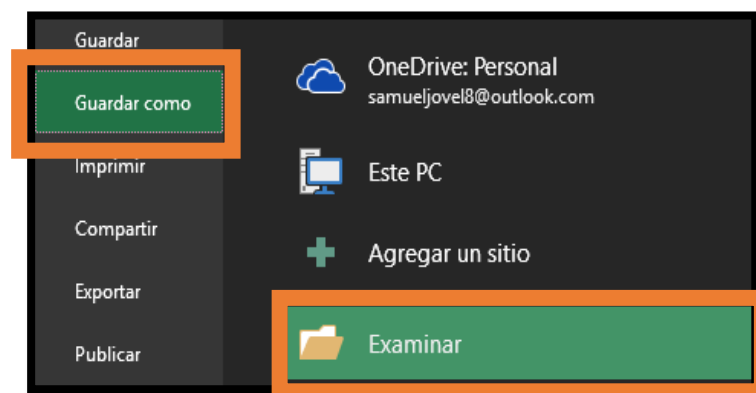 Guardar
Guardar como
Imprimir
Compartir
Exportar
Publicar
OneDrive: Personal
samueljovel8@outlook.com
Este PC
Agregar un sitio
Examinar